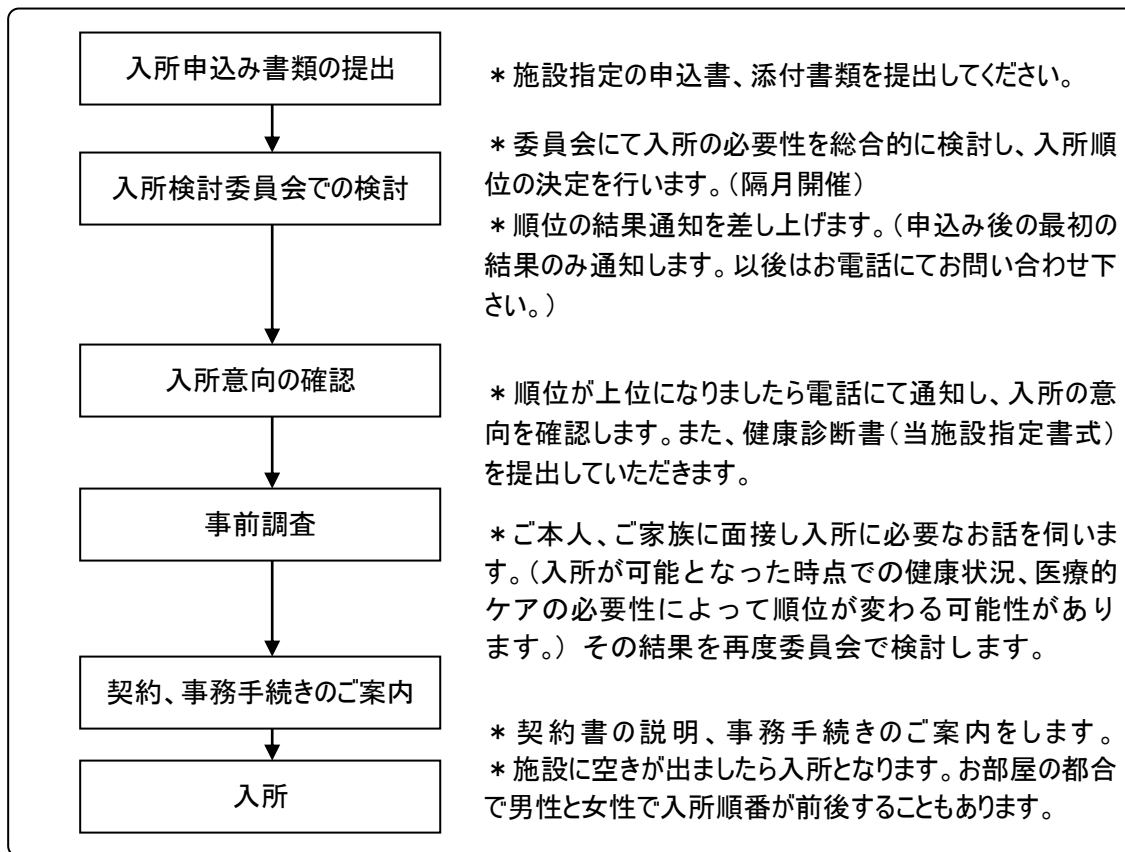 入所申込み書類の提出
＊施設指定の申込書、添付書類を提出してください。
入所検討委員会での検討
＊委員会にて入所の必要性を総合的に検討し、入所順
位の決定を行います。（隔月開催）
＊順位の結果通知を差し上げます。（申込み後の最初の
結果のみ通知します。以後はお電話にてお問い合わせ下
さい。）
入所意向の確認
＊順位が上位になりましたら電話にて通知し、入所の意
向を確認します。また、健康診断書（当施設指定書式）
を提出していただきます。
事前調査
＊ご本人、ご家族に面接し入所に必要なお話を伺いま
す。（入所が可能となった時点での健康状況、医療的
ケアの必要性によって順位が変わる可能性があり
ます。）その結果を再度委員会で検討します。
契約、事務手続きのご案内
＊契約書の説明、事務手続きのご案内をします。
入所
＊施設に空きが出ましたら入所となります。お部屋の都合
で男性と女性で入所順番が前後することもあります。